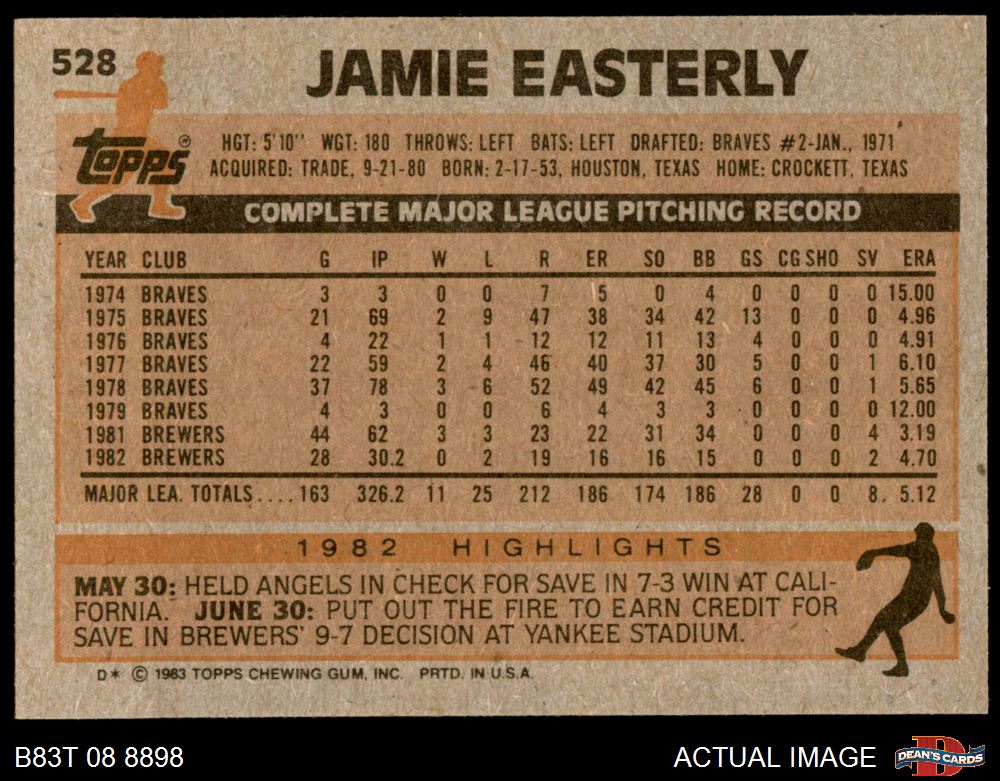 528
JAMIE EASTERLY
Topps®
HGT: 5'10" WGT: 180 THROWS: LEFT BATS: LEFT DRAFTED: BRAVES #2-JAN., 1971
ACQUIRED: TRADE, 9-21-80 BORN: 2-17-53, HOUSTON, TEXAS HOME: CROCKETT, TEXAS
COMPLETE MAJOR LEAGUE PITCHING RECORD
YEAR CLUB G IP W L R ER SO BB GS CG SHO SV ERA
1974 BRAVES 3 3 0 0 7 5 0 4 0 0 0 0 15.00
1975 BRAVES 21 69 2 9 47 38 34 42 13 0 0 0 4.96
1976 BRAVES 4 22 1 1 12 12 11 13 4 0 0 0 4.91
1977 BRAVES 22 59 2 4 46 40 37 30 5 0 0 1 6.10
1978 BRAVES 37 78 3 6 52 49 42 45 6 0 0 1 5.65
1979 BRAVES 4 3 0 0 6 4 3 3 0 0 0 0 12.00
1981 BREWERS 44 62 3 3 23 22 31 34 0 0 0 4 3.19
1982 BREWERS 28 30.2 0 2 19 16 16 15 0 0 0 2 4.70
MAJOR LEA. TOTALS.... 163 326.2 11 25 212 186 174 186 28 0 0 8. 5.12
1982 HIGHLIGHTS
MAY 30: HELD ANGELS IN CHECK FOR SAVE IN 7-3 WIN AT CALI-
FORNIA. JUNE 30: PUT OUT THE FIRE TO EARN CREDIT FOR
SAVE IN BREWERS' 9-7 DECISION AT YANKEE STADIUM.
D* © 1983 TOPPS CHEWING GUM, INC. PRTD. IN U.S.A.
B83T 08 8898 ACTUAL IMAGE
D
DEAN'S CARDS